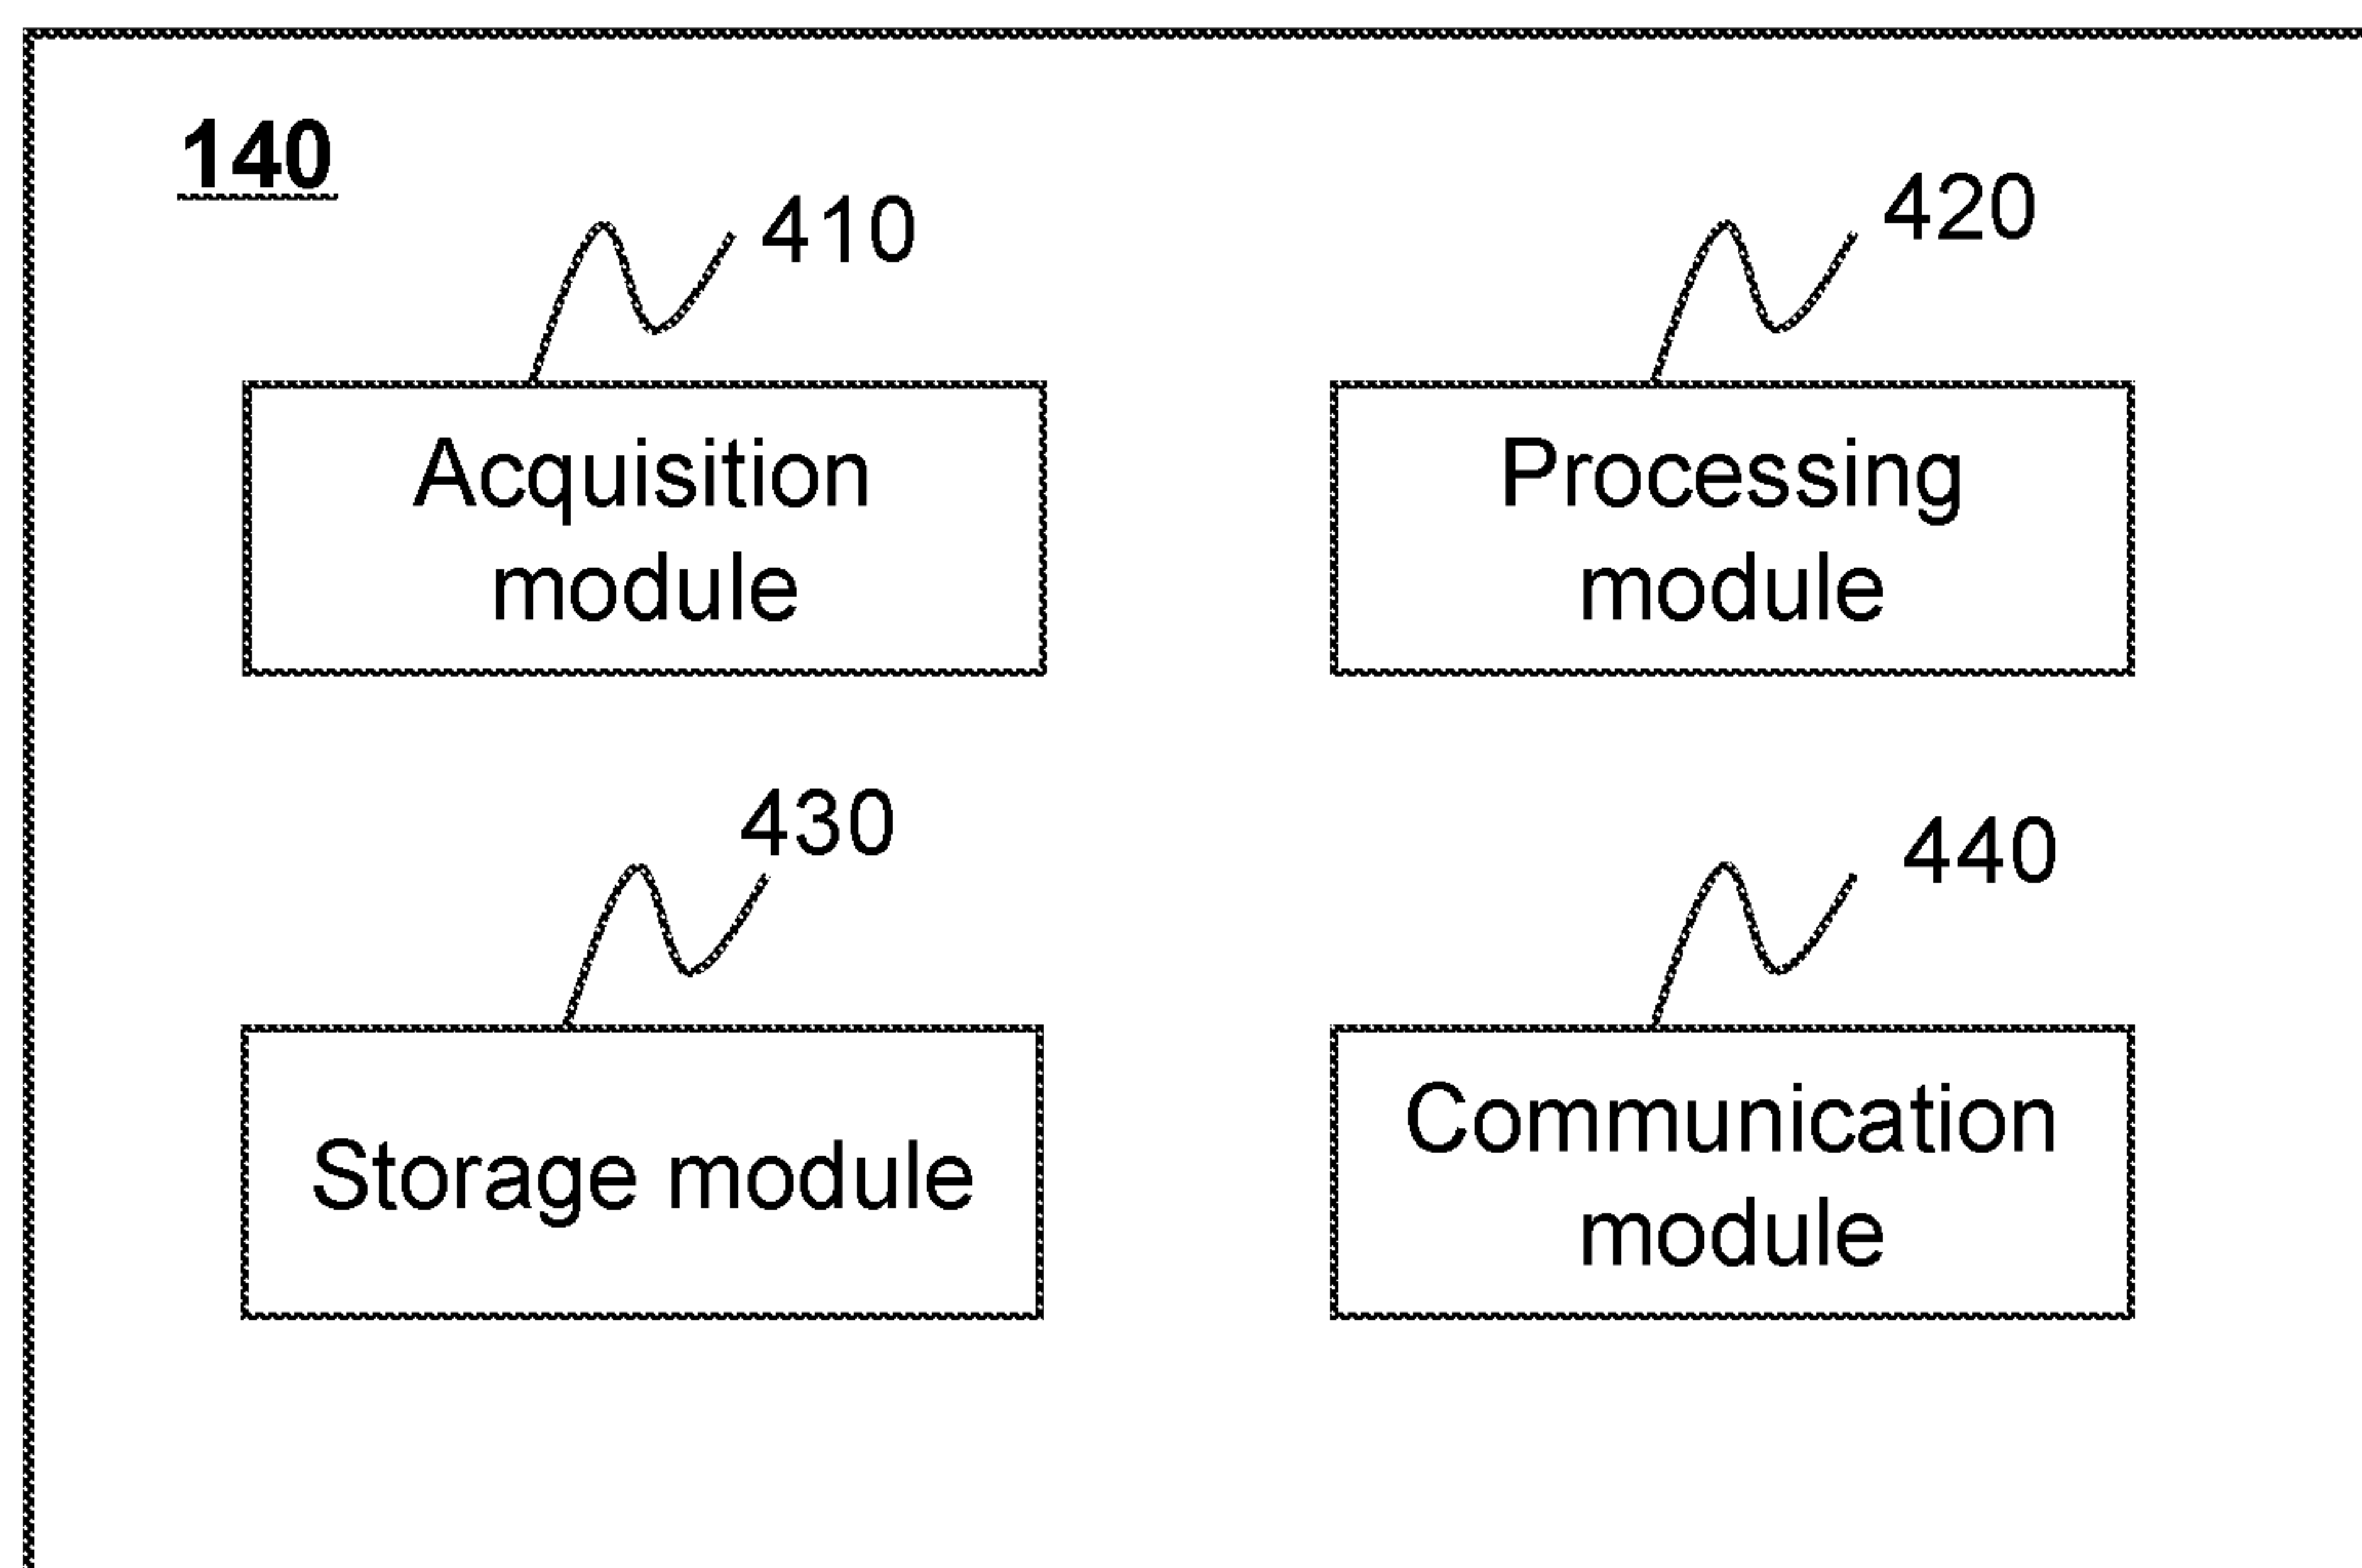 140
410
420
Acquisition
module
Processing
module
430
440
Storage module
Communication
module